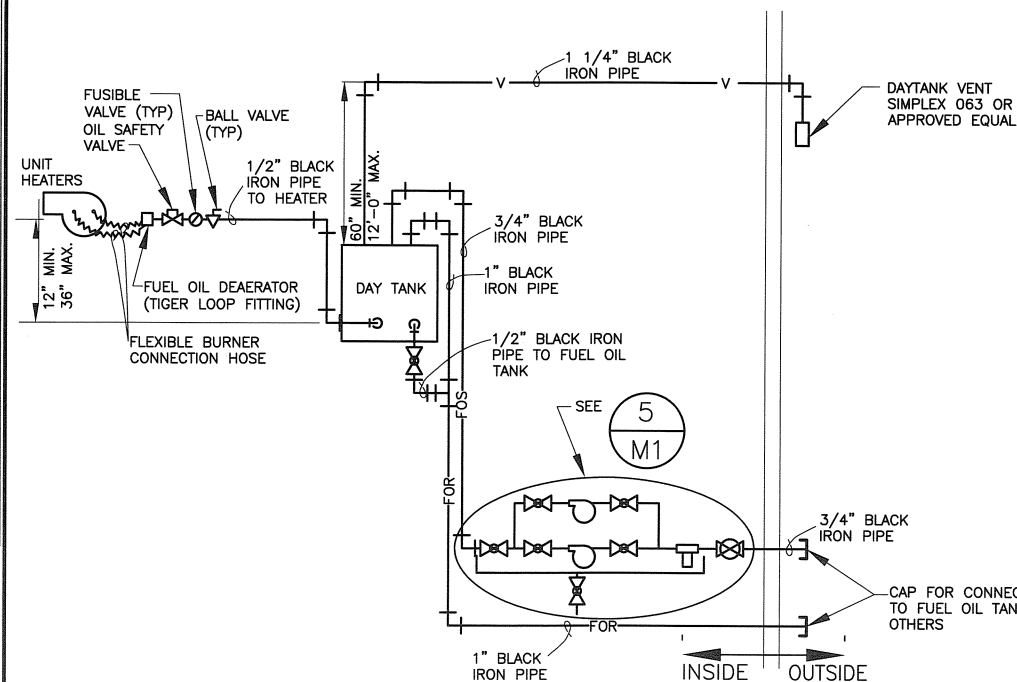 1 1/4" BLACK
IRON PIPE
V
V
DAYTANK VENT
SIMPLEX 063 OR
APPROVED EQUAL
FUSIBLE
VALVE (TYP)
OIL SAFETY
VALVE
BALL VALVE
(TYP)
UNIT
HEATERS
1/2" BLACK
IRON PIPE
TO HEATER
60" MIN.
12'-0" MAX.
3/4" BLACK
IRON PIPE
1" BLACK
IRON PIPE
DAY TANK
12" MIN.
36" MAX.
FUEL OIL DEAERATOR
(TIGER LOOP FITTING)
FLEXIBLE BURNER
CONNECTION HOSE
1/2" BLACK IRON
PIPE TO FUEL OIL
TANK
FOS
SEE
5
M1
FOR
3/4" BLACK
IRON PIPE
CAP FOR CONNEC
TO FUEL OIL TAN
OTHERS
FOR
1" BLACK
IRON PIPE
INSIDE
OUTSIDE